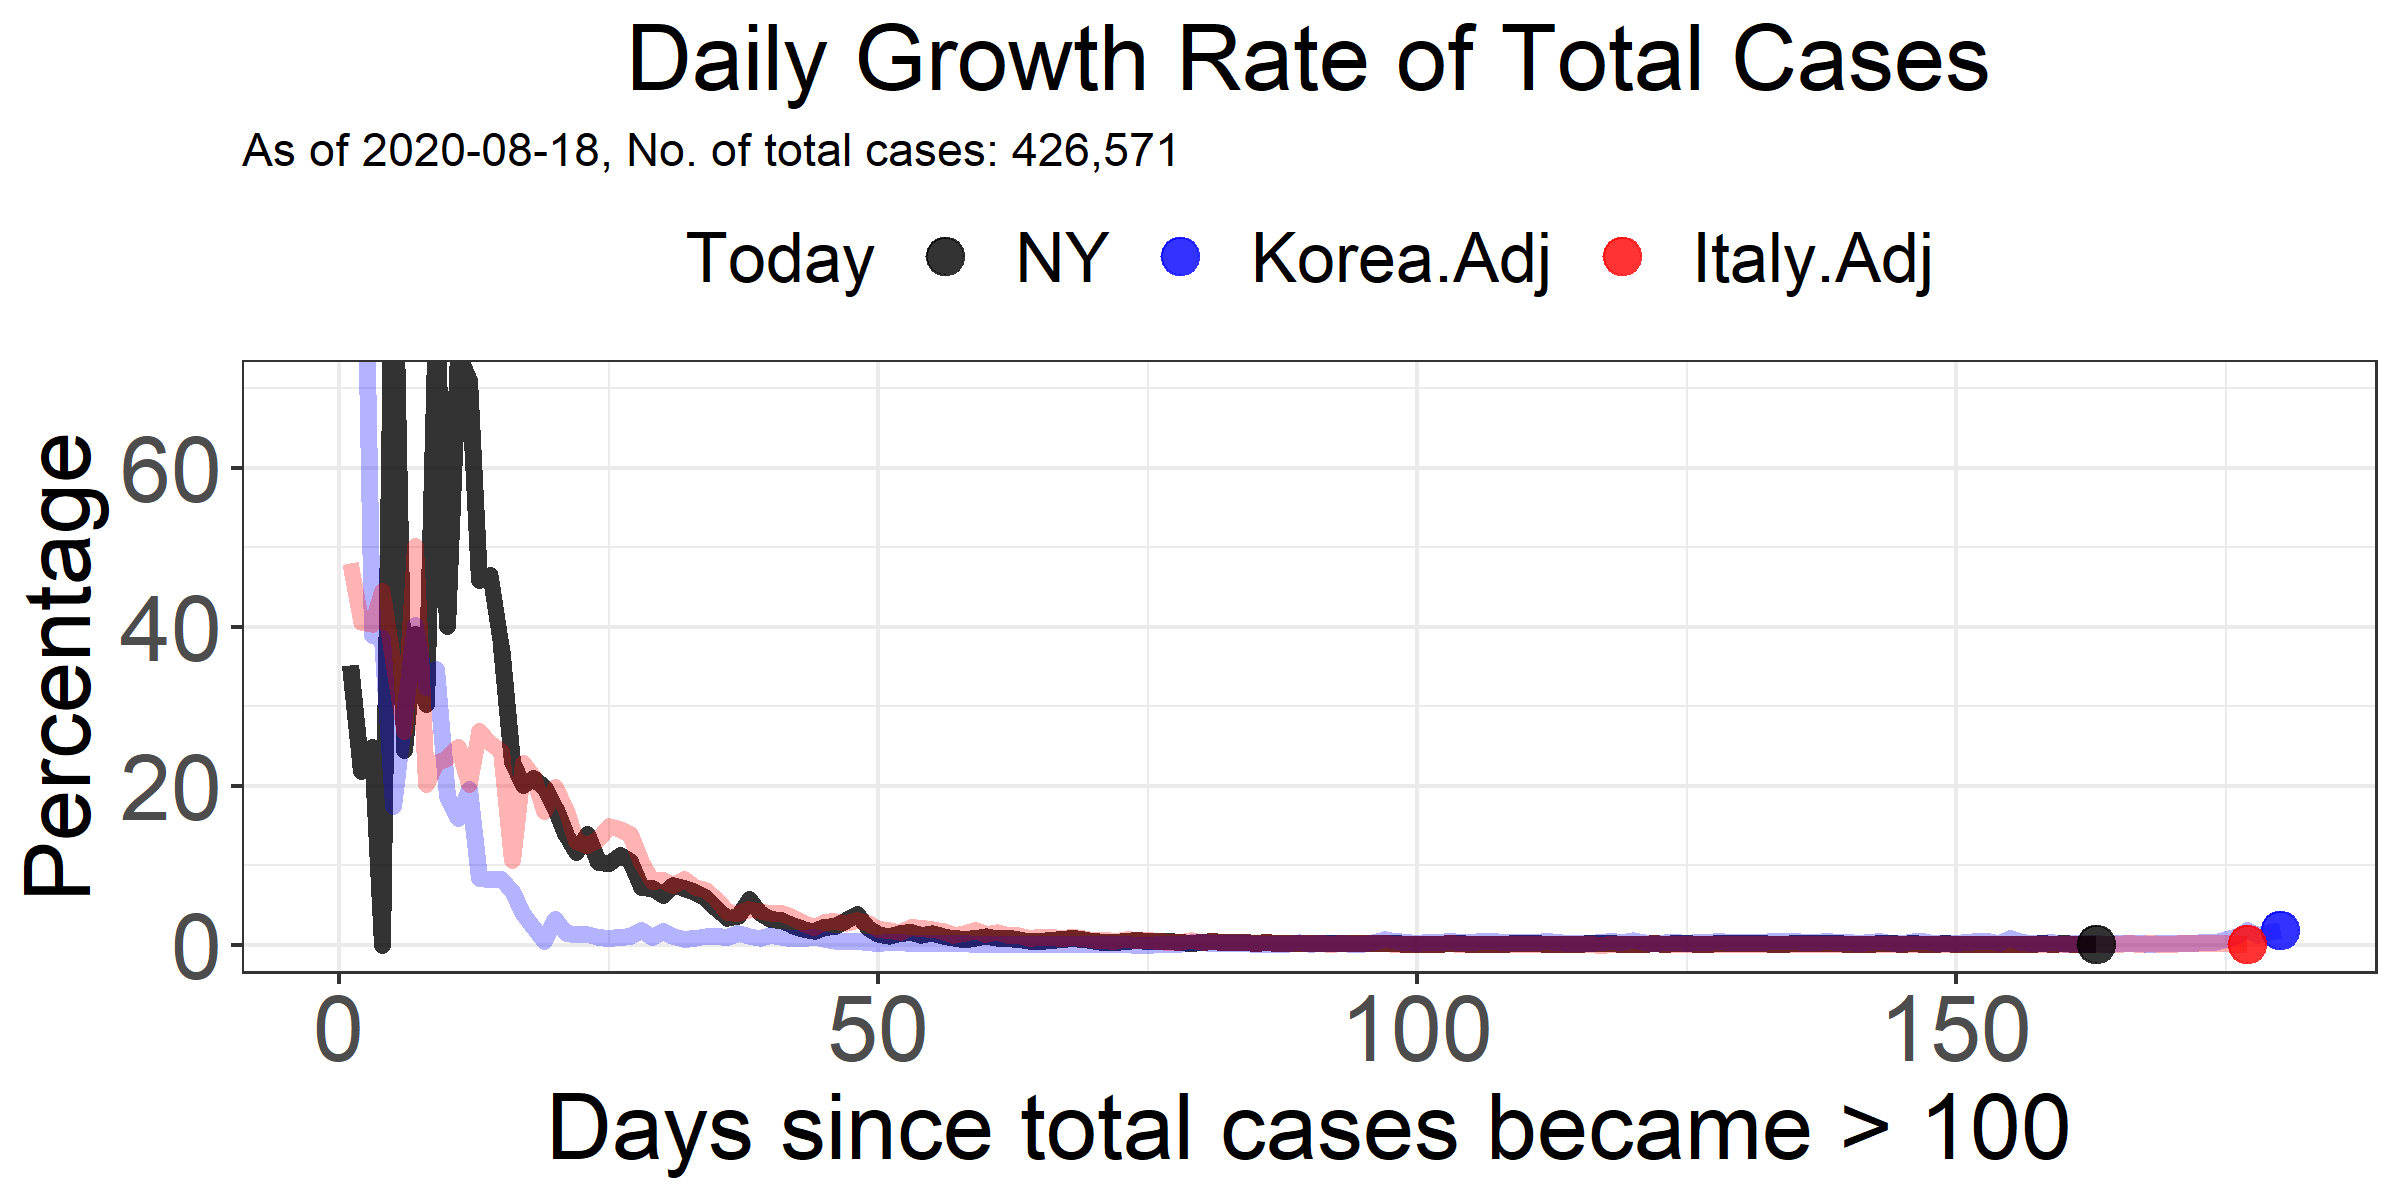 Daily Growth Rate of Total Cases
As of 2020-08-18, No. of total cases: 426,571
Today NY Korea.Adj Italy.Adj
Percentage
60
40
20
0
0 50 100 150
Days since total cases became > 100